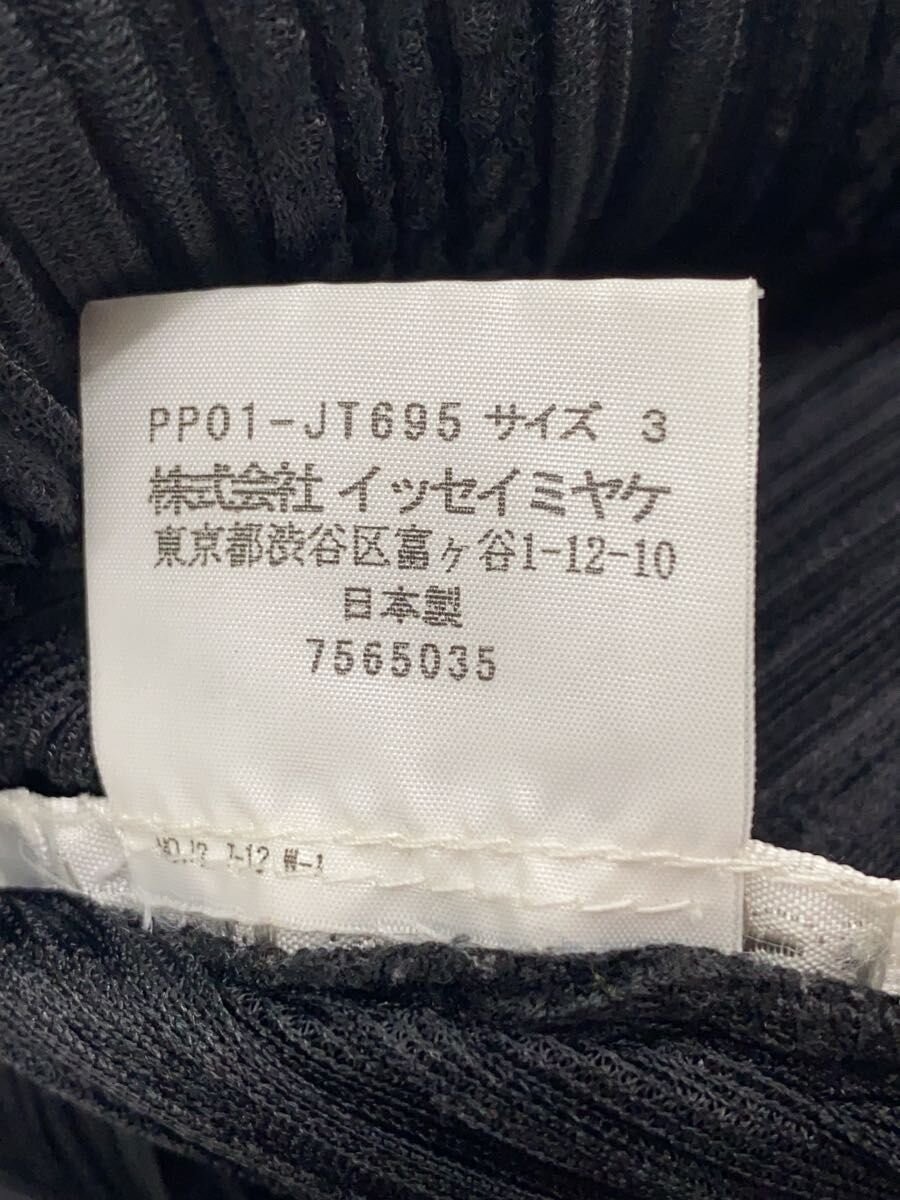 PP01-JT695 サイズ 3
株式会社 イッセイミヤケ
東京都渋谷区富ヶ谷1-12-10
日本製
7565035